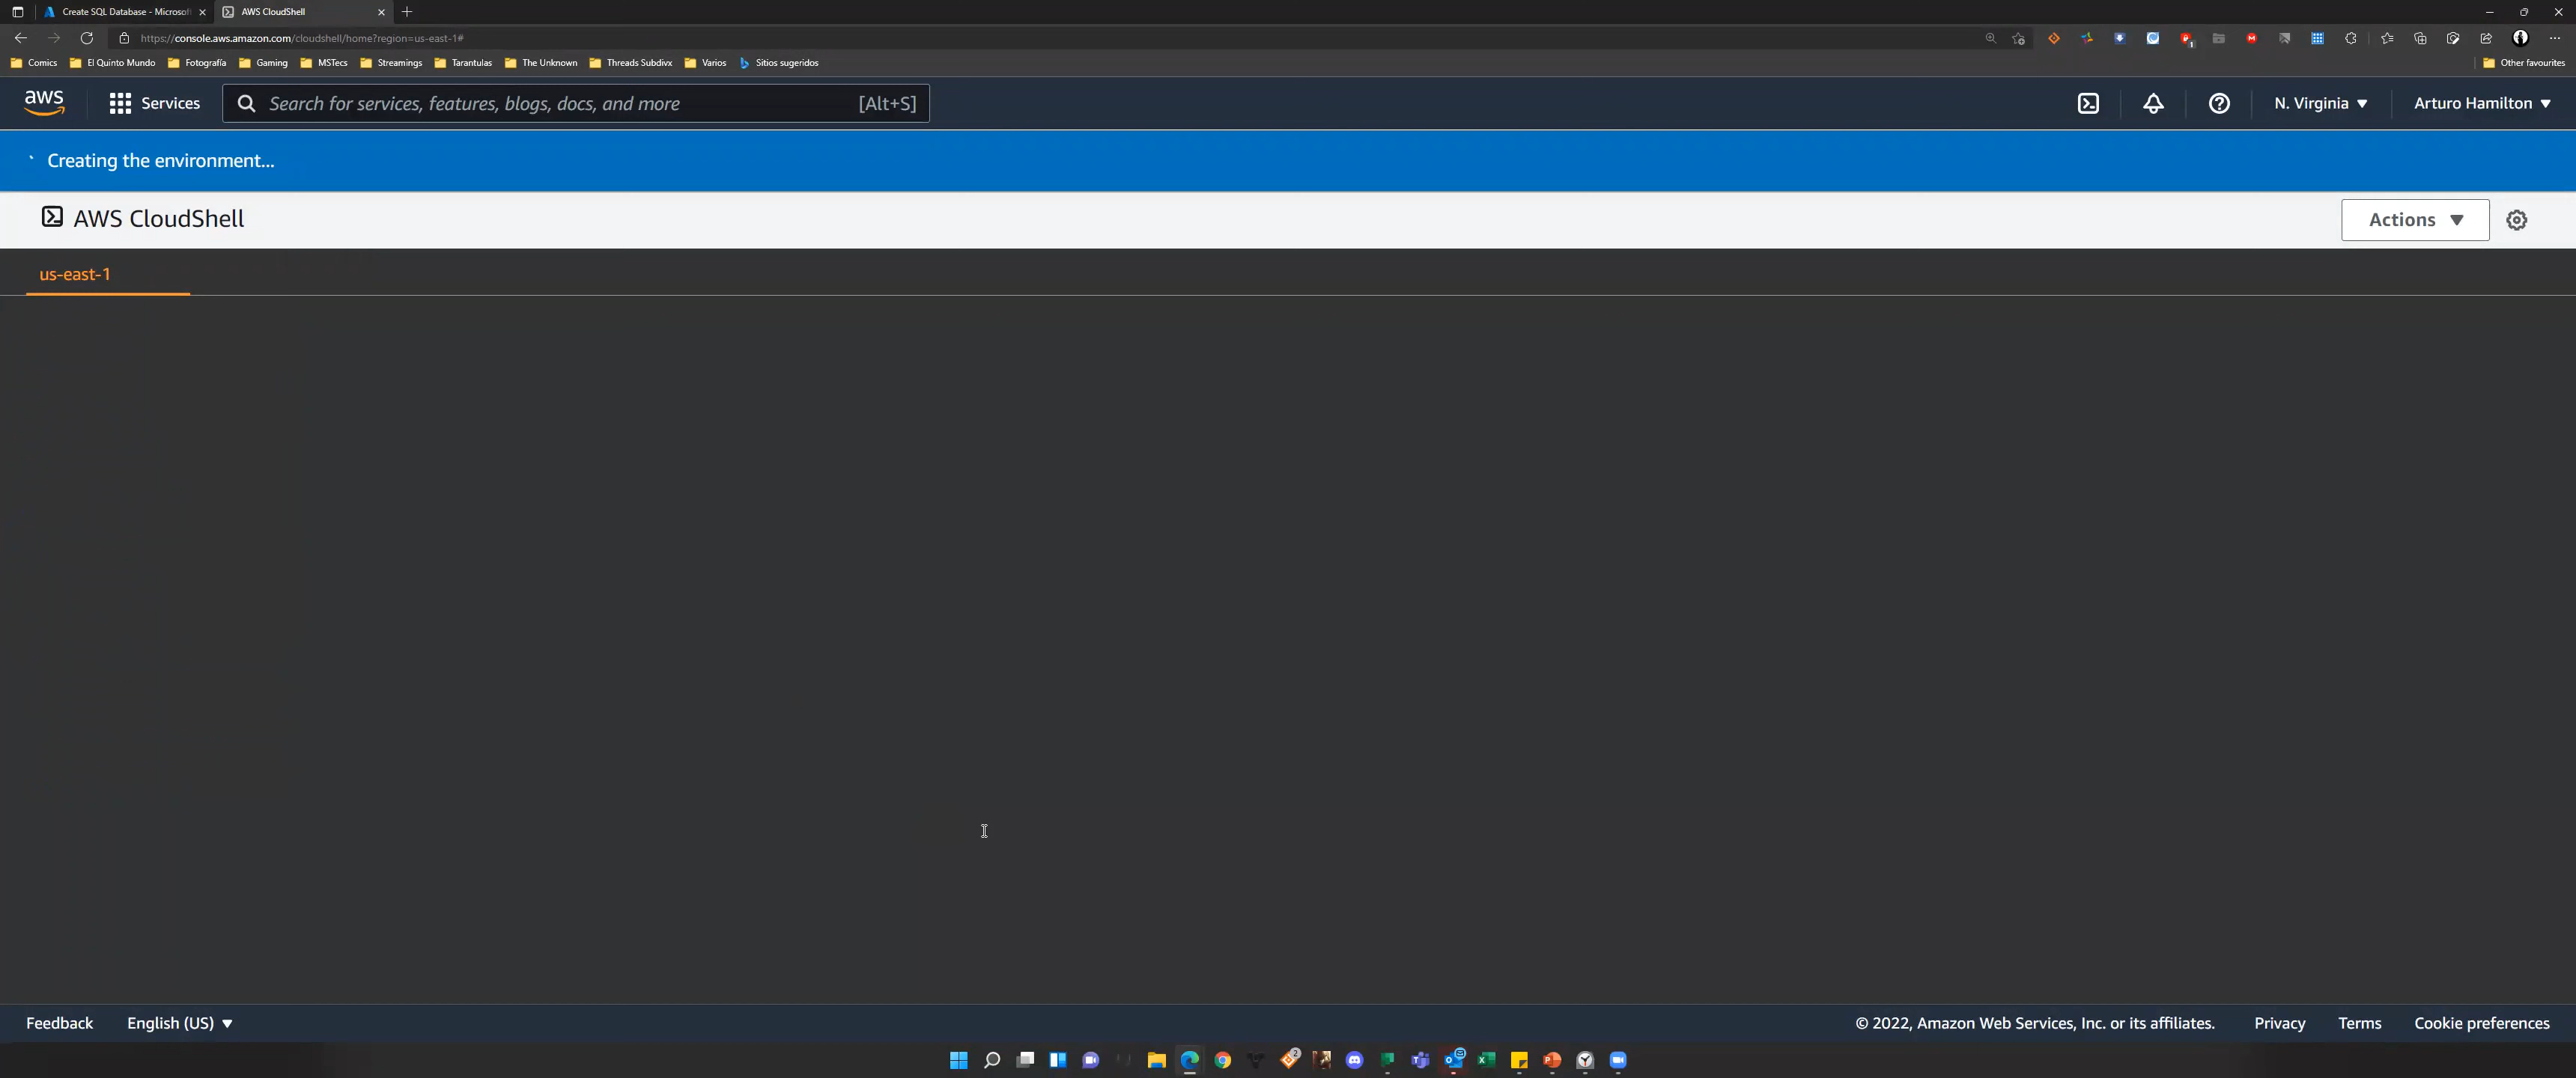 Create SQL Database - Microsof
AWS CloudShell
https://console.aws.amazon.com/cloudshell/home?region=us-east-1#
1
Comics
El Quinto Mundo
Fotografía
Gaming
MSTecs
Streamings
Tarantulas
The Unknown
Threads Subdivx
Varios
Sitios sugeridos
Other favourites
aws
Services
Search for services, features, blogs, docs, and more
[Alt+S]
N. Virginia
Arturo Hamilton
Creating the environment...
AWS CloudShell
Actions
us-east-1
Feedback
English (US)
© 2022, Amazon Web Services, Inc. or its affiliates.
Privacy
Terms
Cookie preferences
2